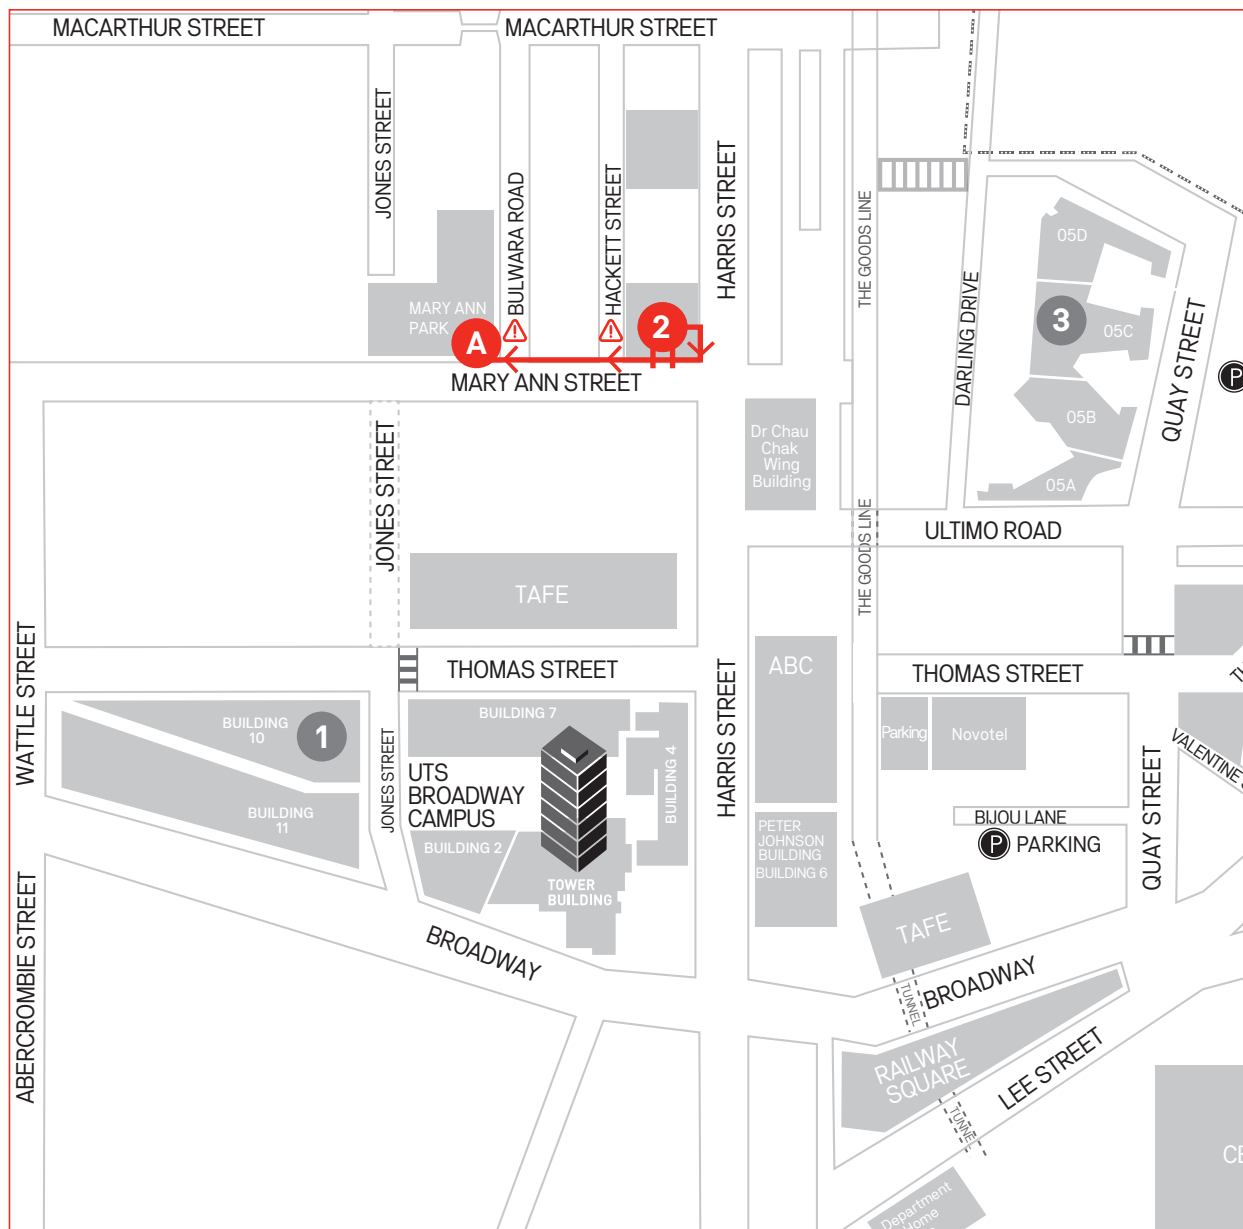 MACARTHUR STREET
MACARTHUR STREET
JONES STREET
BULWARA ROAD
HACKETT STREET
HARRIS STREET
THE GOODS LINE
DARLING DRIVE
QUAY STREET
05D
3
05C
05B
05A
P
MARY ANN
PARK
A
2
MARY ANN STREET
Dr Chau
Chak
Wing
Building
JONES STREET
THE GOODS LINE
ULTIMO ROAD
TAFE
WATTLE STREET
THOMAS STREET
HARRIS STREET
ABC
THOMAS STREET
BUILDING
10
1
BUILDING 7
BUILDING 4
Parking
Novotel
JONES STREET
UTS
BROADWAY
CAMPUS
BUILDING
11
BUILDING 2
TOWER
BUILDING
PETER
JOHNSON
BUILDING
BUILDING 6
BIJOU LANE
P PARKING
QUAY STREET
VALENTINE
ABERCROMBIE STREET
BROADWAY
TAFE
BROADWAY
TUNNEL
RAILWAY
SQUARE
LEE STREET
TUNNEL
Department
Home
CE